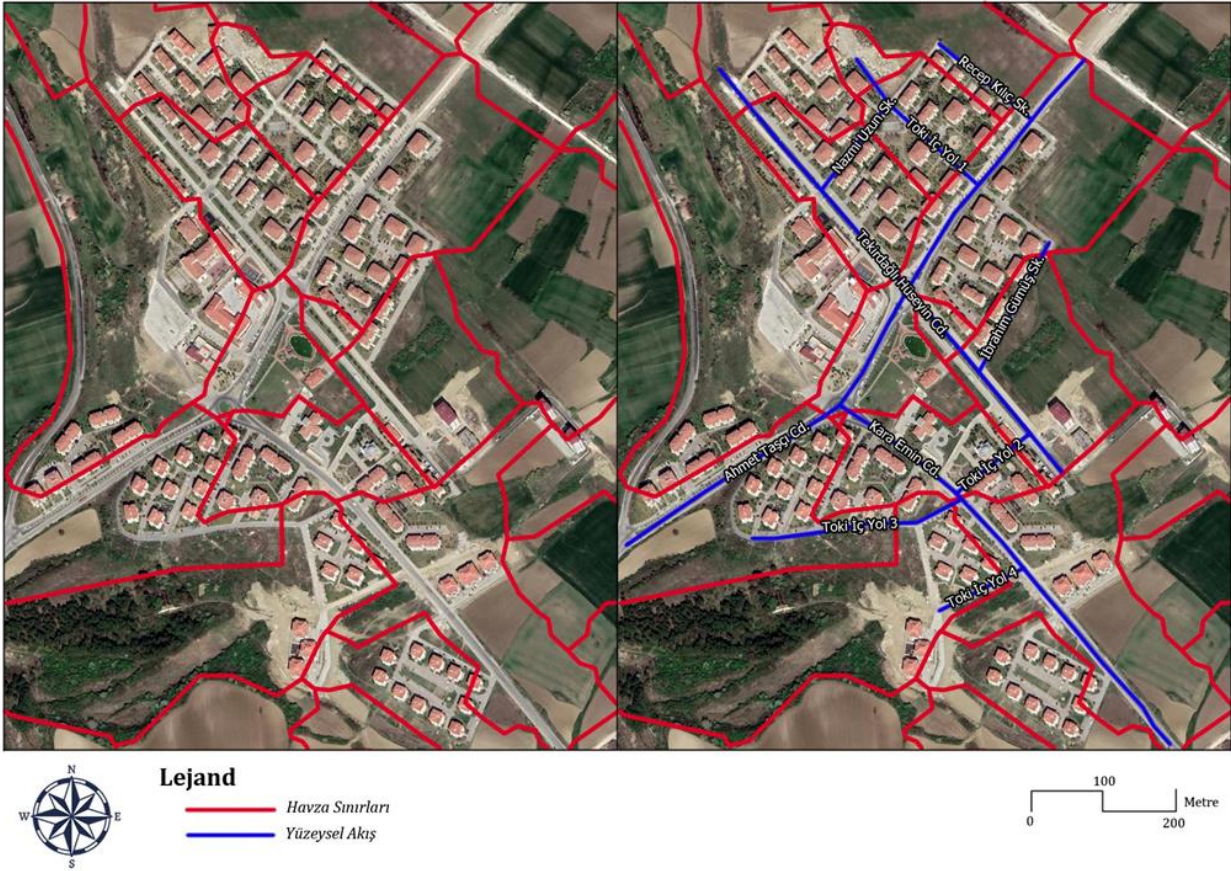 Recep Kılıç Sk.
Nazmi Uzun Sk.
Toki İç Yol 1
Tekirdağlı Hüseyin Cd.
İbrahim Gümüş Sk.
Ahmet Taşçı Cd.
Kara Emin Cd.
Toki İç Yol 2
Toki İç Yol 3
Toki İç Yol 4
N
W
E
S
Lejand
Havza Sınırları
Yüzeysel Akış
100
Metre
0
200